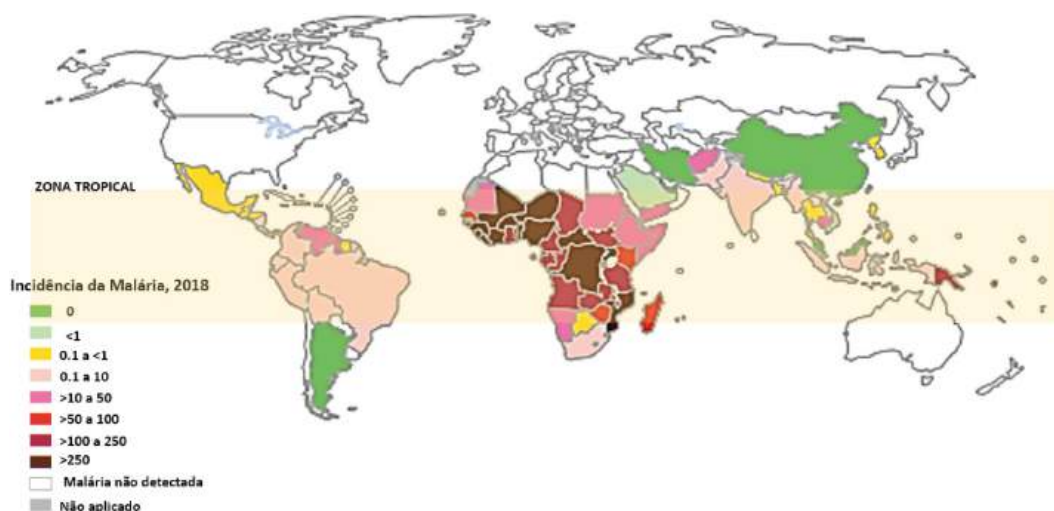 ZONA TROPICAL
Incidência da Malária, 2018
0
<1
0.1 a <1
0.1 a 10
>10 a 50
>50 a 100
>100 a 250
>250
Malária não detectada
Não aplicado